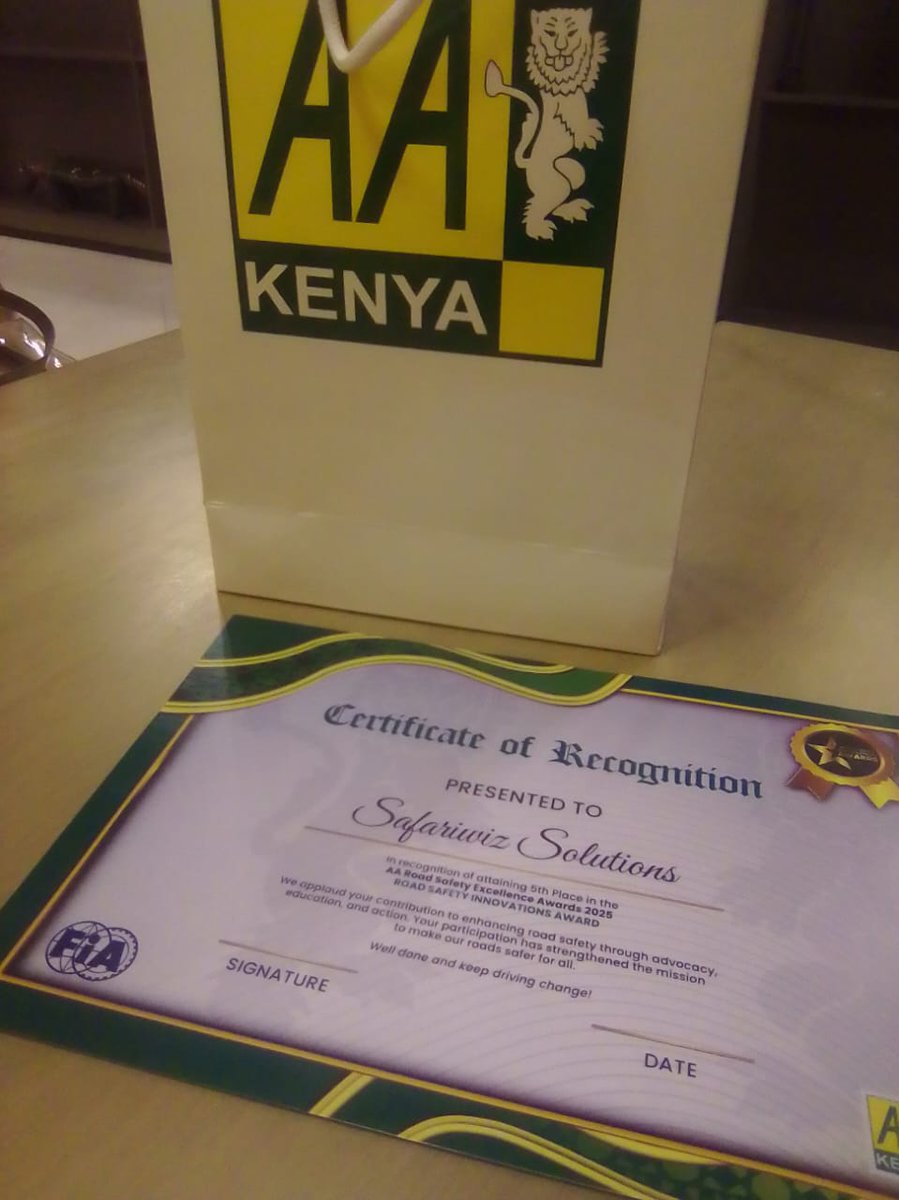 AA
KENYA
Certificate of Recognition
PRESENTED TO
Safariwiz Solutions
In recognition of attaining 5th Place in the
AA Road Safety Excellence Awards 2025
ROAD SAFETY INNOVATIONS AWARD
We applaud your contribution to enhancing road safety through advocacy,
education, and action. Your participation has strengthened the mission
to make our roads safer for all.
Well done and keep driving change!
FiA
SIGNATURE
DATE
A
KE